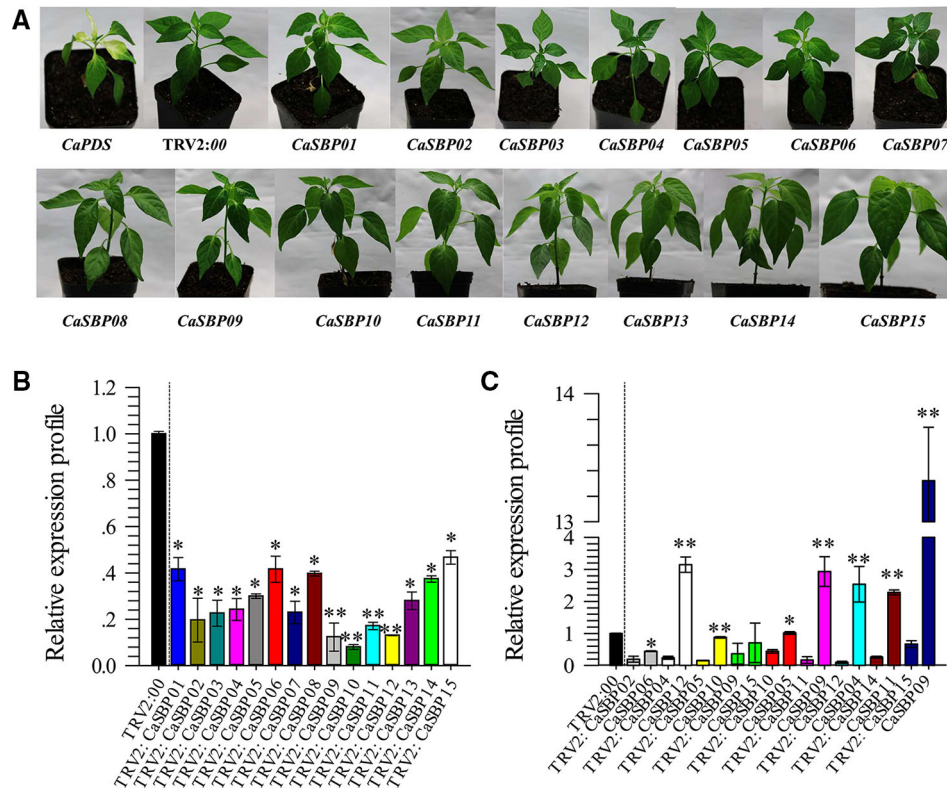 A
CaPDS TRV2:00 CaSBP01 CaSBP02 CaSBP03 CaSBP04 CaSBP05 CaSBP06 CaSBP07
CaSBP08 CaSBP09 CaSBP10 CaSBP11 CaSBP12 CaSBP13 CaSBP14 CaSBP15
B
Relative expression profile
1.2
1.0
.8
.6
.4
.2
0.0
* * * * * * * * ** ** ** ** * * *
TRV2:00
TRV2: CaSBP01
TRV2: CaSBP02
TRV2: CaSBP03
TRV2: CaSBP04
TRV2: CaSBP05
TRV2: CaSBP06
TRV2: CaSBP07
TRV2: CaSBP08
TRV2: CaSBP09
TRV2: CaSBP10
TRV2: CaSBP11
TRV2: CaSBP12
TRV2: CaSBP13
TRV2: CaSBP14
TRV2: CaSBP15
C
Relative expression profile
14
13
4
3
2
1
0
* ** ** * ** ** ** **
TRV2:00
TRV2: CaSBP02
CaSBP06
TRV2: CaSBP04
CaSBP12
TRV2: CaSBP05
CaSBP10
TRV2: CaSBP09
CaSBP15
TRV2: CaSBP10
CaSBP05
TRV2: CaSBP11
CaSBP09
TRV2: CaSBP12
CaSBP04
TRV2: CaSBP14
CaSBP11
TRV2: CaSBP15
CaSBP09